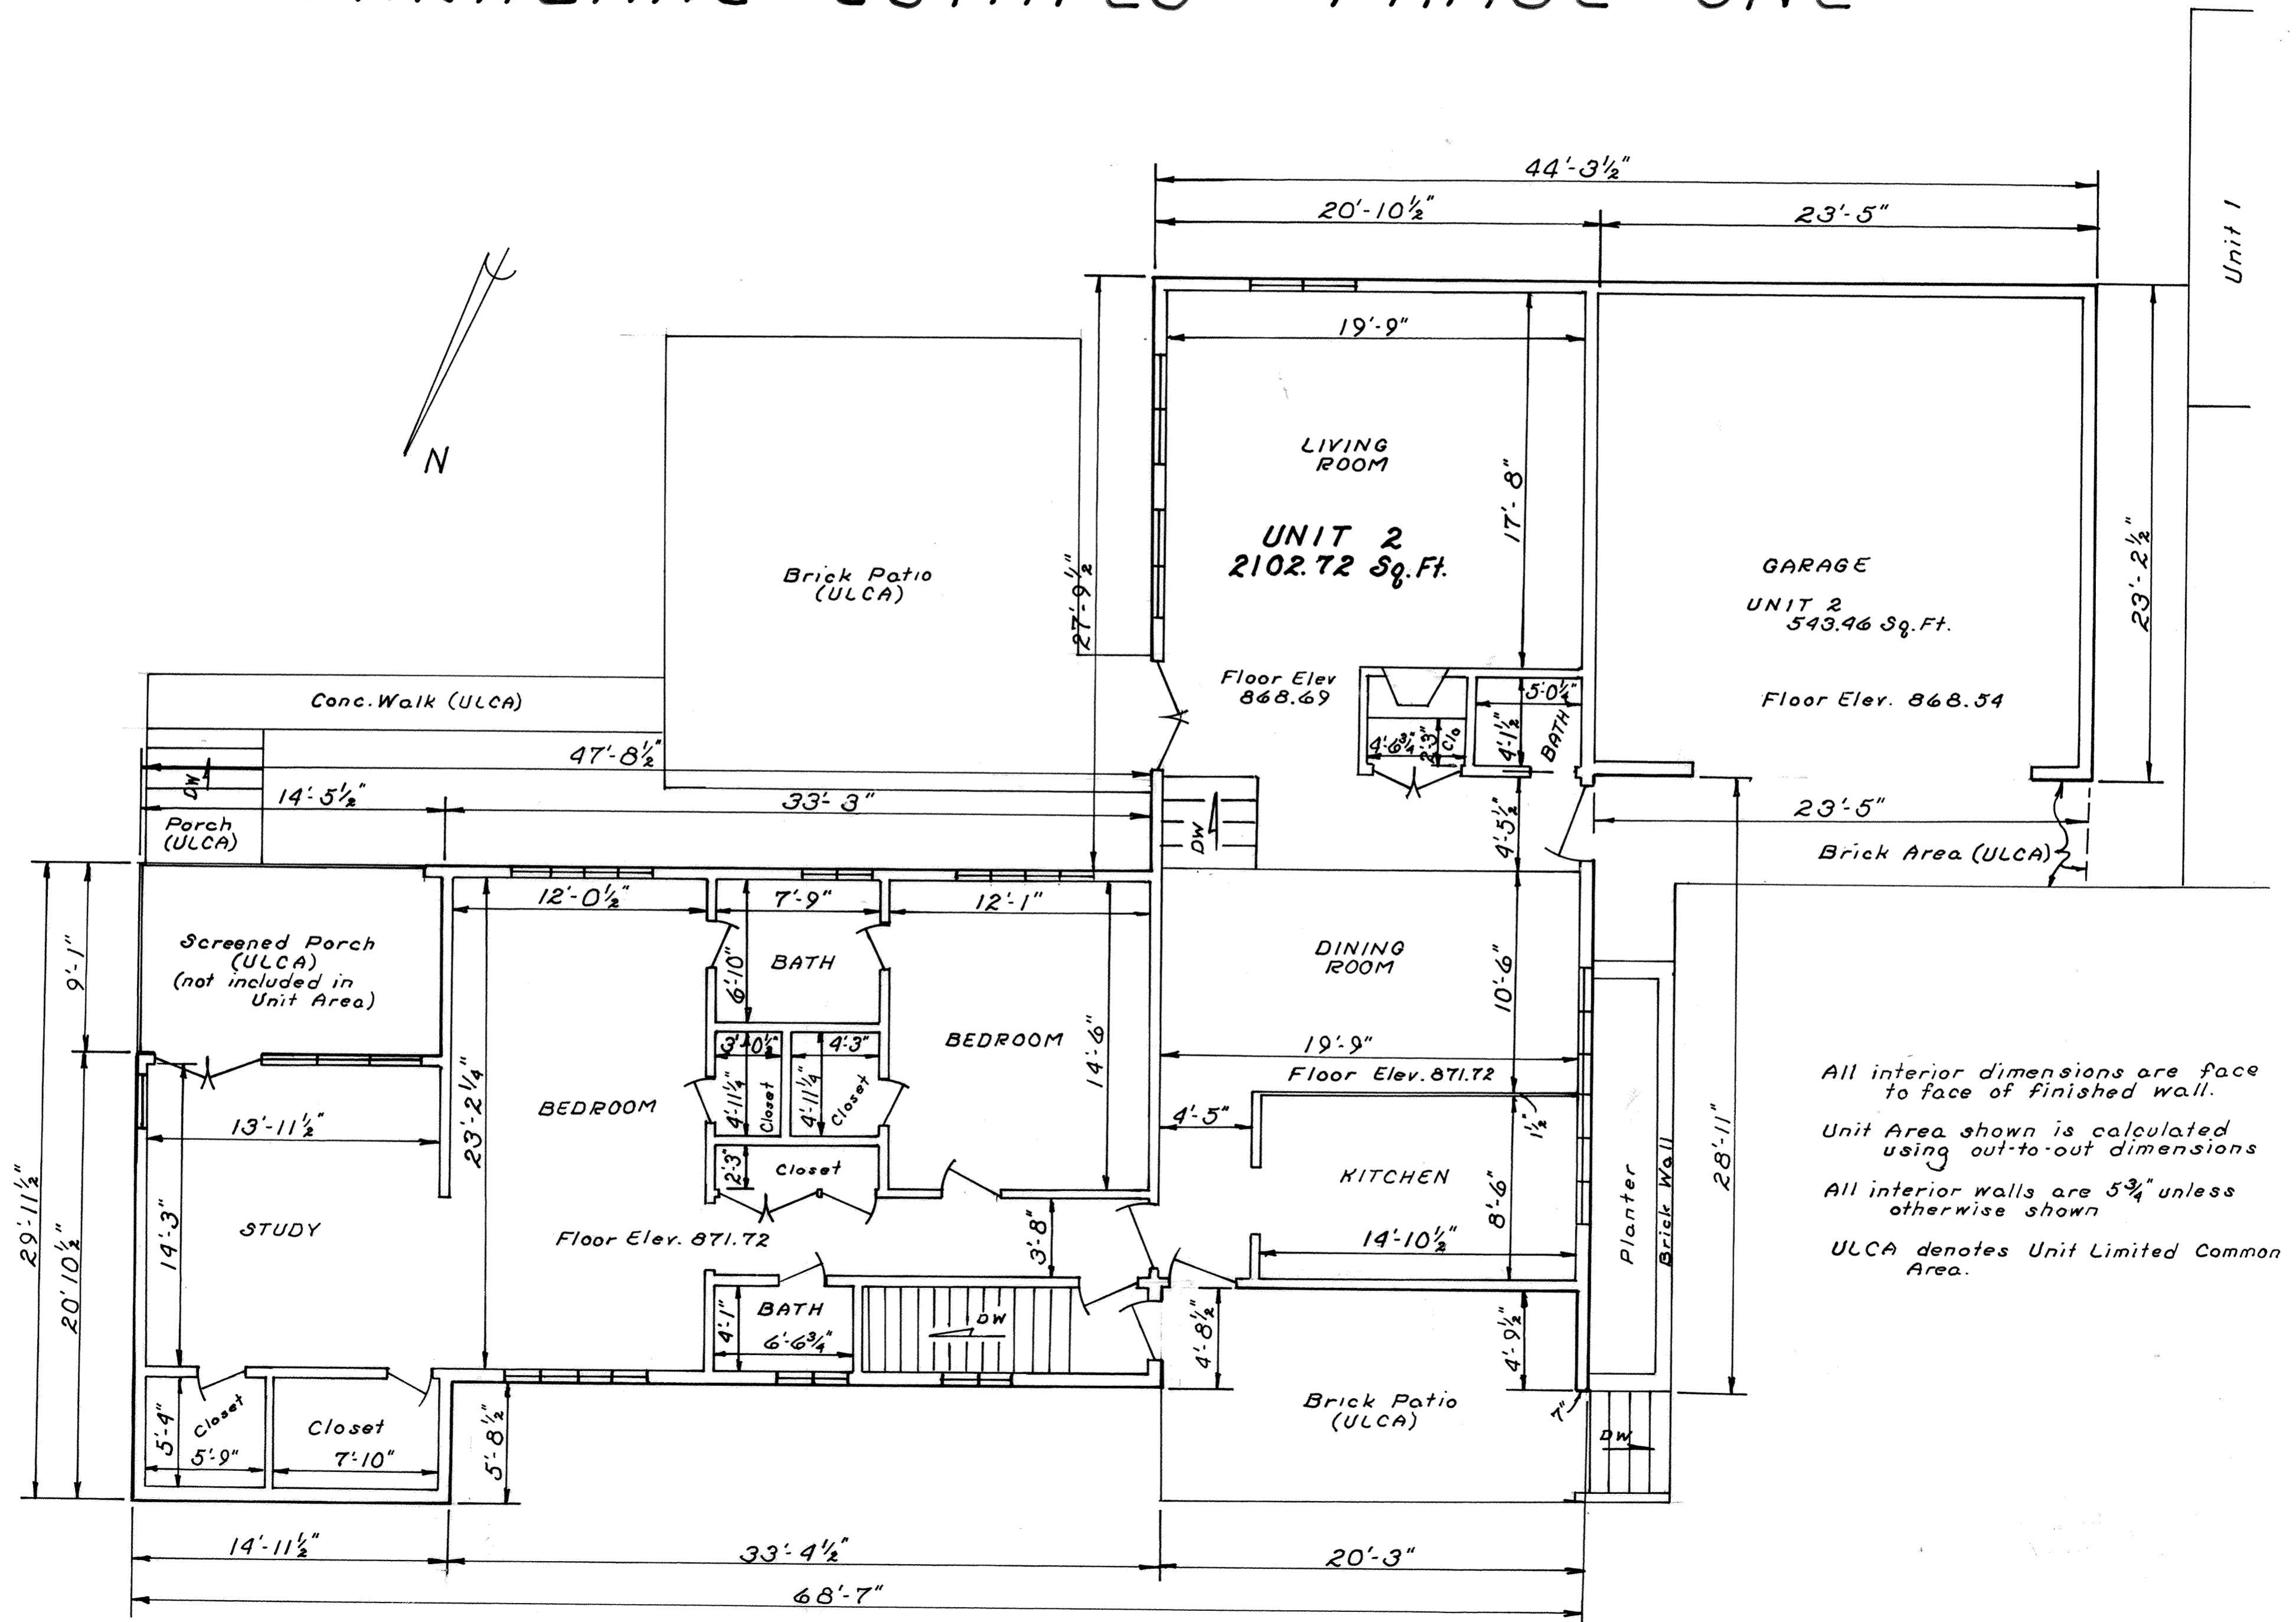 44'-3½"
20'-10½"
23'-5"
Unit 1
N
19'-9"
LIVING
ROOM
17'-8"
UNIT 2
2102.72 Sq.Ft.
27'-9½"
Brick Patio
(ULCA)
GARAGE
UNIT 2
543.46 Sq.Ft.
23'-2½"
Floor Elev
868.69
5'-0¼"
4'-1½"
BATH
4'-6¾"
2'-3"
Clo
Floor Elev. 868.54
Conc. Walk (ULCA)
47'-8½"
DW
14'-5½"
33'-3"
Porch
(ULCA)
DW
4'-5½"
23'-5"
Brick Area (ULCA)
12'-0½"
7'-9"
12'-1"
Screened Porch
(ULCA)
(not included in
Unit Area)
9'-1"
6'-10"
BATH
DINING
ROOM
10'-6"
BEDROOM
14'-6"
3'-0½"
4'-3"
4'-11¼"
Closet
4'-11¼"
Closet
19'-9"
Floor Elev. 871.72
1½"
4'-5"
BEDROOM
23'-2¼"
13'-11½"
2'-3"
Closet
KITCHEN
8'-6"
14'-10½"
28'-11"
Planter
Brick Wall
All interior dimensions are face
to face of finished wall.
Unit Area shown is calculated
using out-to-out dimensions
All interior walls are 5¾" unless
otherwise shown
ULCA denotes Unit Limited Common
Area.
29'-11½"
20' 10½"
14'-3"
STUDY
Floor Elev. 871.72
3'-8"
4'-1"
BATH
6'-6¾"
DW
4'-8½"
4'-9½"
Brick Patio
(ULCA)
7"
DW
5'-4"
Closet
5'-9"
Closet
7'-10"
5'-8½"
14'-11½"
33'-4½"
20'-3"
68'-7"